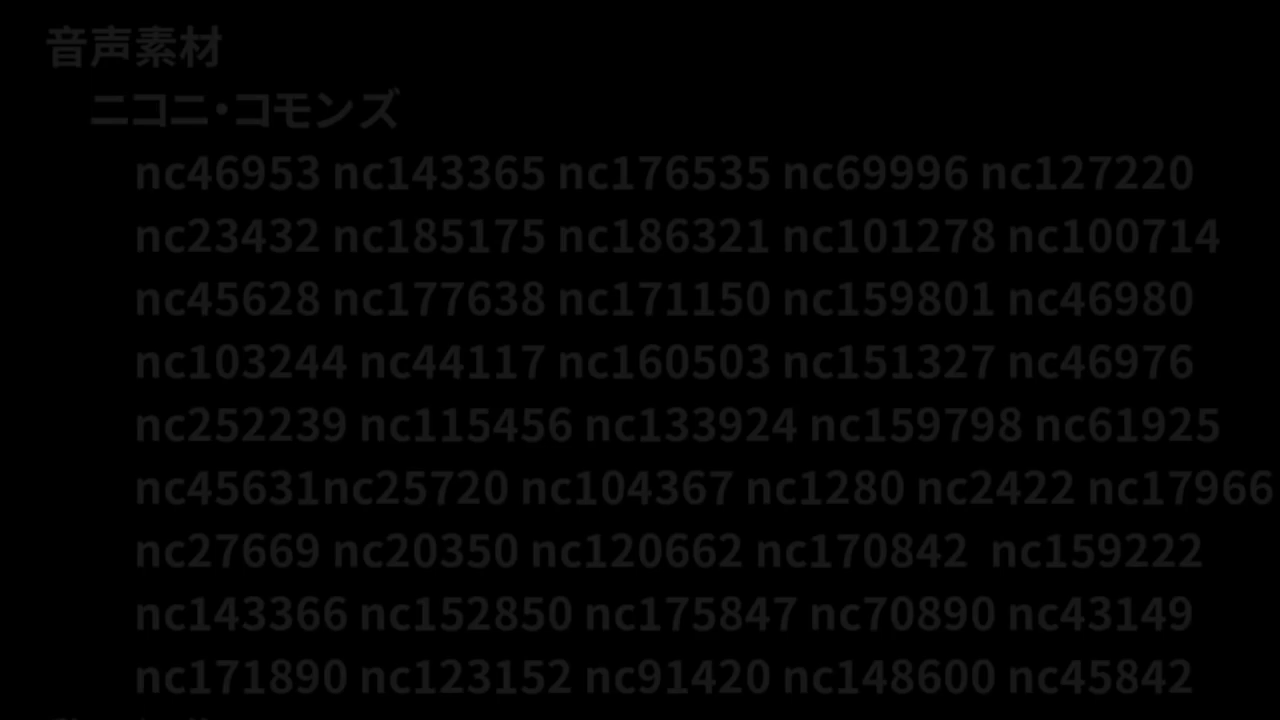 音声素材
ニコニ・コモンズ
nc46953 nc143365 nc176535 nc69996 nc127220
nc23432 nc185175 nc186321 nc101278 nc100714
nc45628 nc177638 nc171150 nc159801 nc46980
nc103244 nc44117 nc160503 nc151327 nc46976
nc252239 nc115456 nc133924 nc159798 nc61925
nc45631nc25720 nc104367 nc1280 nc2422 nc17966
nc27669 nc20350 nc120662 nc170842  nc159222
nc143366 nc152850 nc175847 nc70890 nc43149
nc171890 nc123152 nc91420 nc148600 nc45842